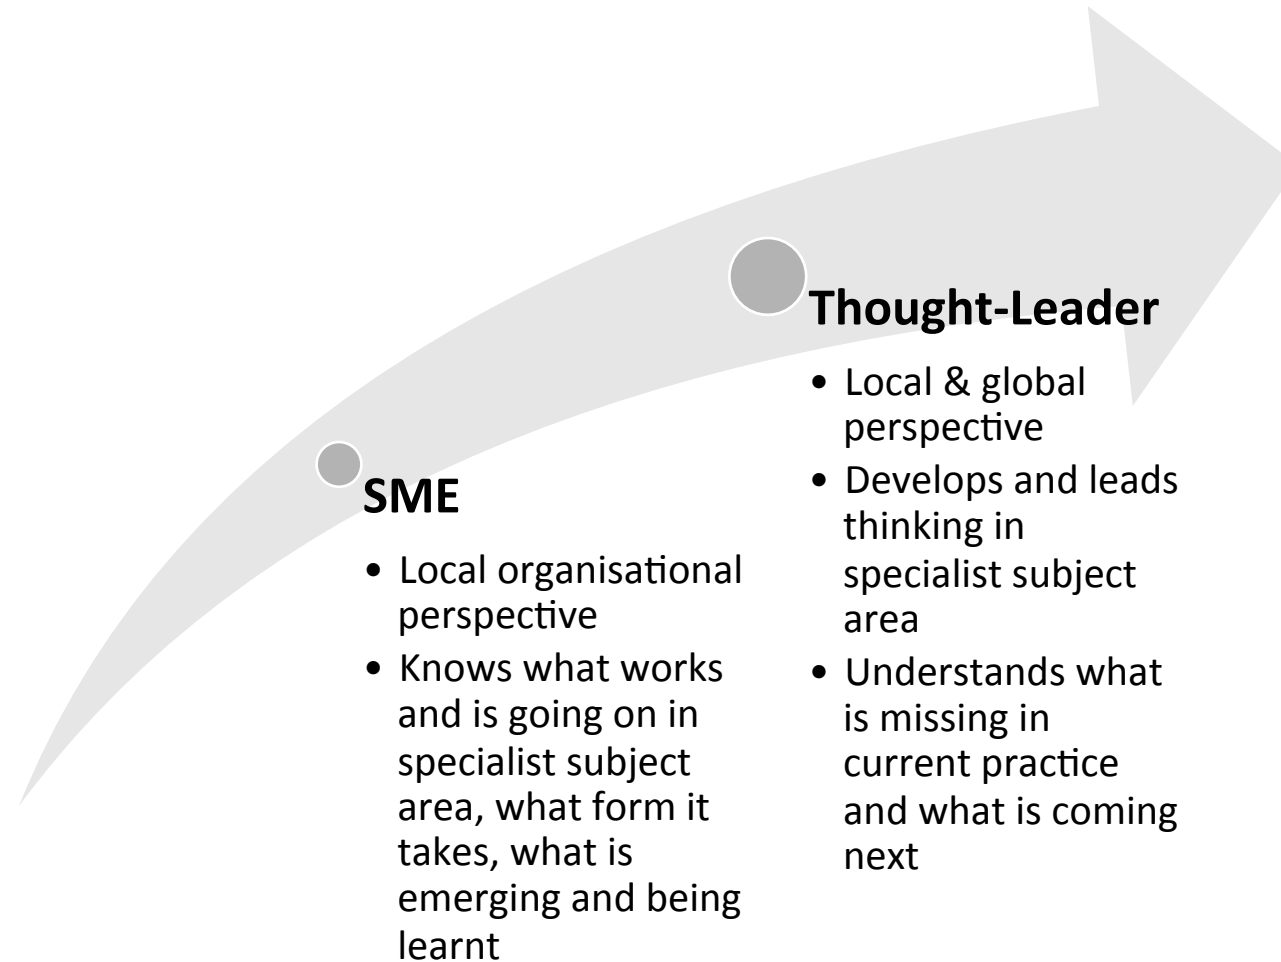 SME
• Local organisational
perspective
• Knows what works
and is going on in
specialist subject
area, what form it
takes, what is
emerging and being
learnt
Thought-Leader
• Local & global
perspective
• Develops and leads
thinking in
specialist subject
area
• Understands what
is missing in
current practice
and what is coming
next